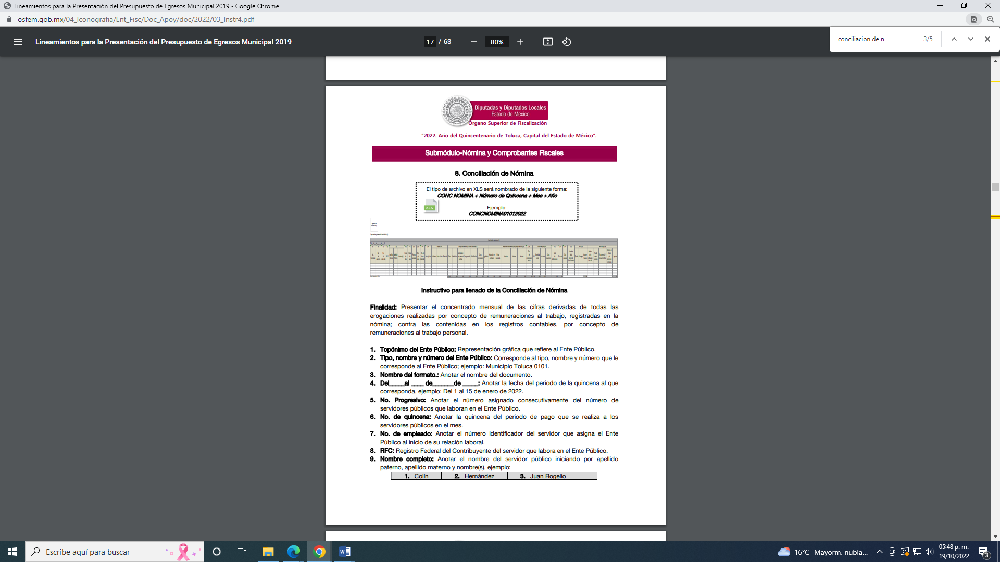 Lineamientos para la Presentación del Presupuesto de Egresos Municipal 2019 - Google Chrome
osfem.gob.mx/04_Iconografia/Ent_Fisc/Doc_Apoy/doc/2022/03_Instr4.pdf
Lineamientos para la Presentación del Presupuesto de Egresos Municipal 2019
17 / 63
80%
conciliacion de n
3/5
Diputadas y Diputados Locales
Estado de México
Órgano Superior de Fiscalización
"2022. Año del Quincentenario de Toluca, Capital del Estado de México".
Submódulo-Nómina y Comprobantes Fiscales
8. Conciliación de Nómina
El tipo de archivo en XLS será nombrado de la siguiente forma:
CONC NOMINA + Número de Quincena + Mes + Año
XLS
Ejemplo:
CONCNOMINA01012022
Instructivo para llenado de la Conciliación de Nómina
Finalidad: Presentar el concentrado mensual de las cifras derivadas de todas las
erogaciones realizadas por concepto de remuneraciones al trabajo, registradas en la
nómina; contra las contenidas en los registros contables, por concepto de
remuneraciones al trabajo personal.
1. Topónimo del Ente Público: Representación gráfica que refiere al Ente Público.
2. Tipo, nombre y número del Ente Público: Corresponde al tipo, nombre y número que le
corresponde al Ente Público; ejemplo: Municipio Toluca 0101.
3. Nombre del formato.: Anotar el nombre del documento.
4. Del_____al ____ de_______de _____: Anotar la fecha del periodo de la quincena al que
corresponda, ejemplo: Del 1 al 15 de enero de 2022.
5. No. Progresivo: Anotar el número asignado consecutivamente del número de
servidores públicos que laboran en el Ente Público.
6. No. de quincena: Anotar la quincena del periodo de pago que se realiza a los
servidores públicos en el mes.
7. No. de empleado: Anotar el número identificador del servidor que asigna el Ente
Público al inicio de su relación laboral.
8. RFC: Registro Federal del Contribuyente del servidor que labora en el Ente Público.
9. Nombre completo: Anotar el nombre del servidor público iniciando por apellido
paterno, apellido materno y nombre(s), ejemplo:
1. Colín 2. Hernández 3. Juan Rogelio
Escribe aquí para buscar
16°C Mayorm. nubla...
05:48 p. m.
19/10/2022
3